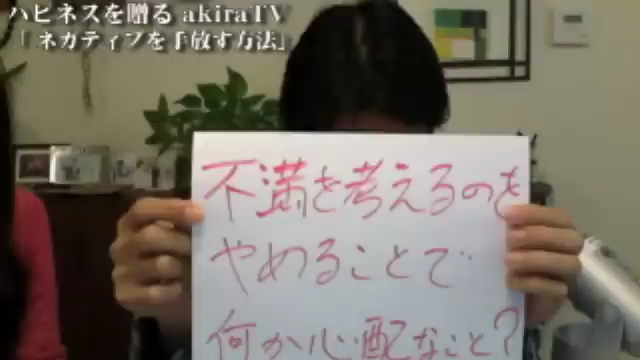 ハピネスを贈る akiraTV
「ネガティブを手放す方法」
不満を考えるのを
やめることで
何か心配なこと?